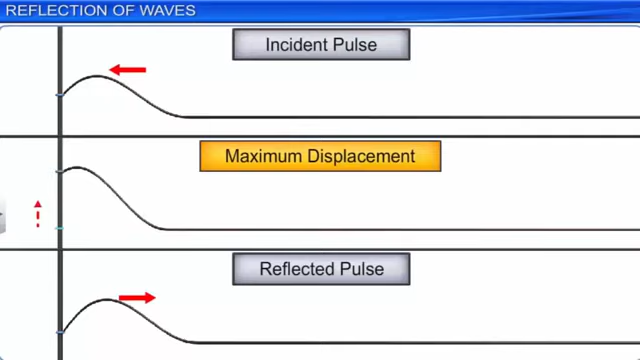 REFLECTION OF WAVES
Incident Pulse
Maximum Displacement
Reflected Pulse